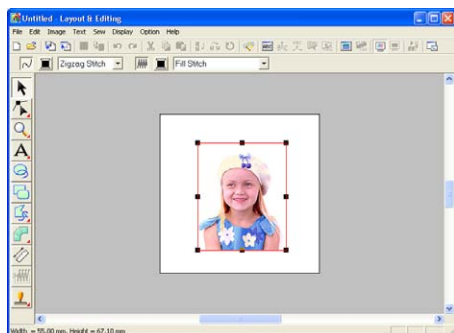 Untitled - Layout & Editing
File Edit Image Text Sew Display Option Help
Zigzag Stitch
Fill Stitch
A
Width = 55.00 mm, Height = 67.10 mm